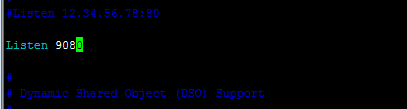 #Listen 12.34.56.78:80
Listen 9080
#
# Dynamic Shared Object (DSO) Support
#